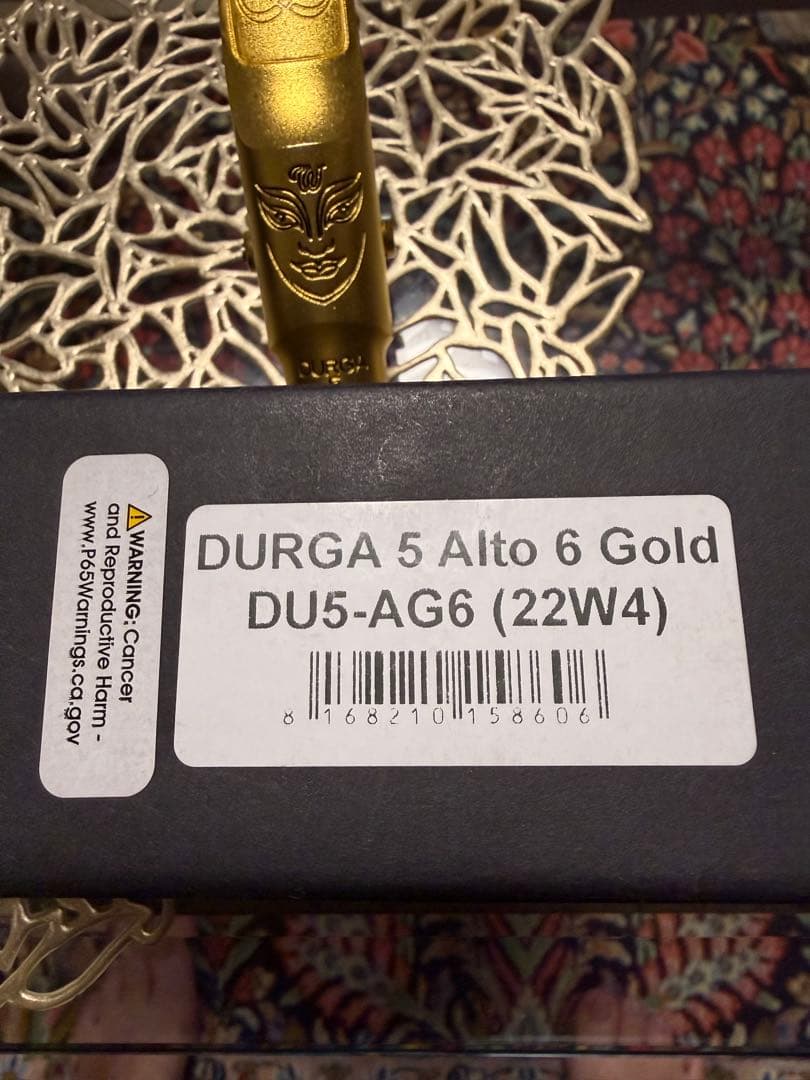 W
DURGA
5
DURGA 5 Alto 6 Gold
DU5-AG6 (22W4)
8 168210 158606
⚠WARNING: Cancer
and Reproductive Harm -
www.P65Warnings.ca.gov